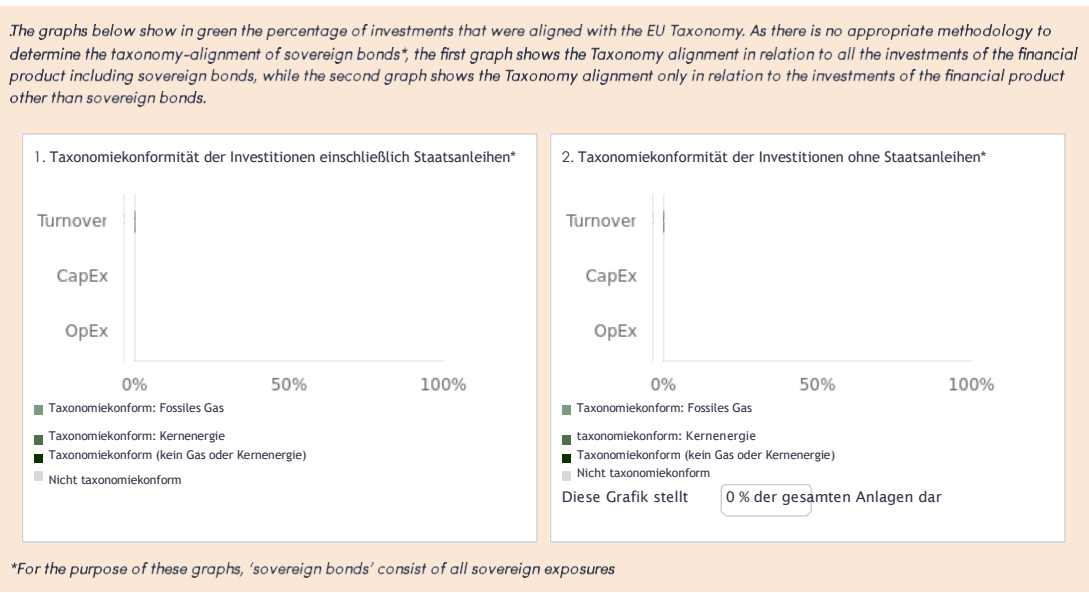 .The graphs below show in green the percentage of investments that were aligned with the EU Taxonomy. As there is no appropriate methodology to
determine the taxonomy-alignment of sovereign bonds*, the first graph shows the Taxonomy alignment in relation to all the investments of the financial
product including sovereign bonds, while the second graph shows the Taxonomy alignment only in relation to the investments of the financial product
other than sovereign bonds.
1. Taxonomiekonformität der Investitionen einschließlich Staatsanleihen*
Turnover
CapEx
OpEx
0% 50% 100%
Taxonomiekonform: Fossiles Gas
Taxonomiekonform: Kernenergie
Taxonomiekonform (kein Gas oder Kernenergie)
Nicht taxonomiekonform
2. Taxonomiekonformität der Investitionen ohne Staatsanleihen*
Turnover
CapEx
OpEx
0% 50% 100%
Taxonomiekonform: Fossiles Gas
taxonomiekonform: Kernenergie
Taxonomiekonform (kein Gas oder Kernenergie)
Nicht taxonomiekonform
Diese Grafik stellt 0 % der gesamten Anlagen dar
*For the purpose of these graphs, ‘sovereign bonds’ consist of all sovereign exposures